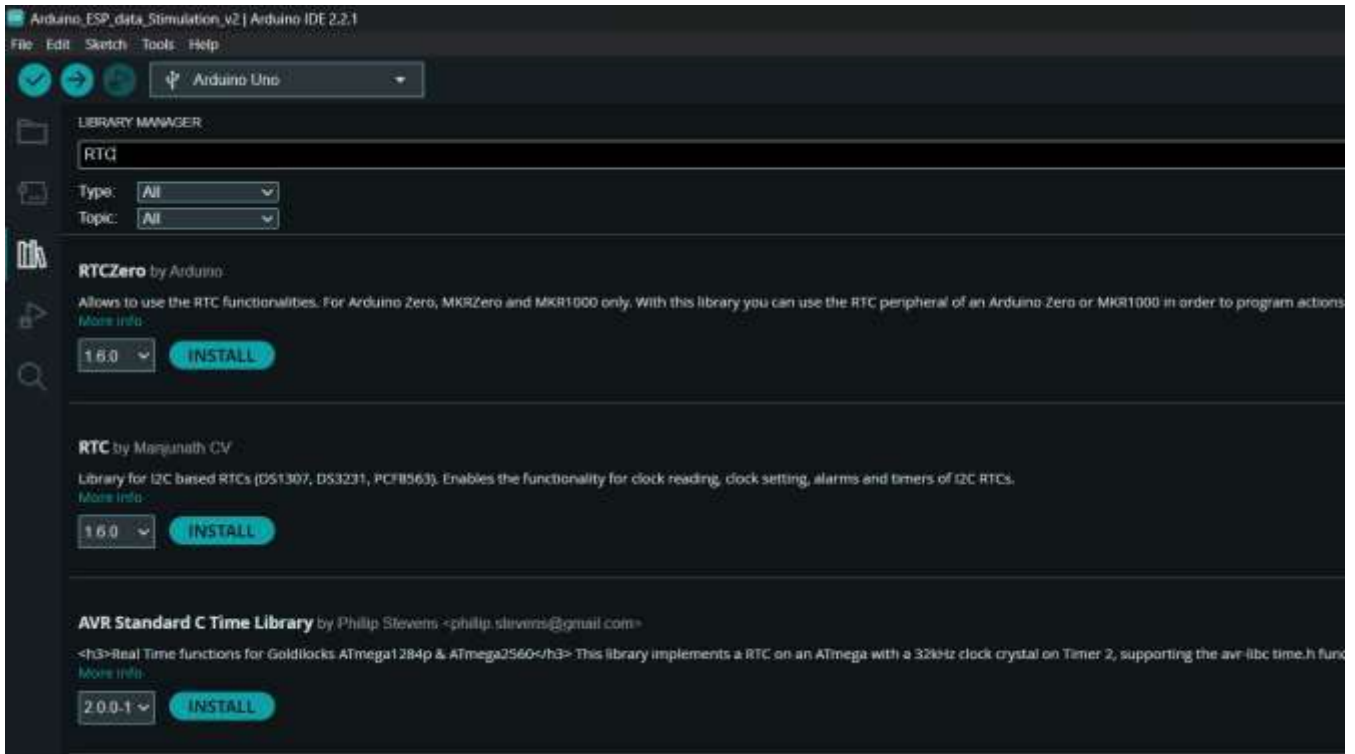 Arduino_ESP_data_Stimulation_v2 | Arduino IDE 2.2.1
File Edit Sketch Tools Help
Arduino Uno
LIBRARY MANAGER
RTC
Type: All
Topic: All
RTCZero by Arduino
Allows to use the RTC functionalities. For Arduino Zero, MKRZero and MKR1000 only. With this library you can use the RTC peripheral of an Arduino Zero or MKR1000 in order to program actions
More info
1.6.0 INSTALL
RTC by Manjunath CV
Library for I2C based RTCs (DS1307, DS3231, PCF8563). Enables the functionality for clock reading, clock setting, alarms and timers of I2C RTCs.
More info
1.6.0 INSTALL
AVR Standard C Time Library by Phillip Stevens <phillip.stevens@gmail.com>
<h3>Real Time functions for Goldilocks ATmega1284p & ATmega2560</h3> This library implements a RTC on an ATmega with a 32kHz clock crystal on Timer 2, supporting the avr-libc time.h func
More info
2.0.0-1 INSTALL